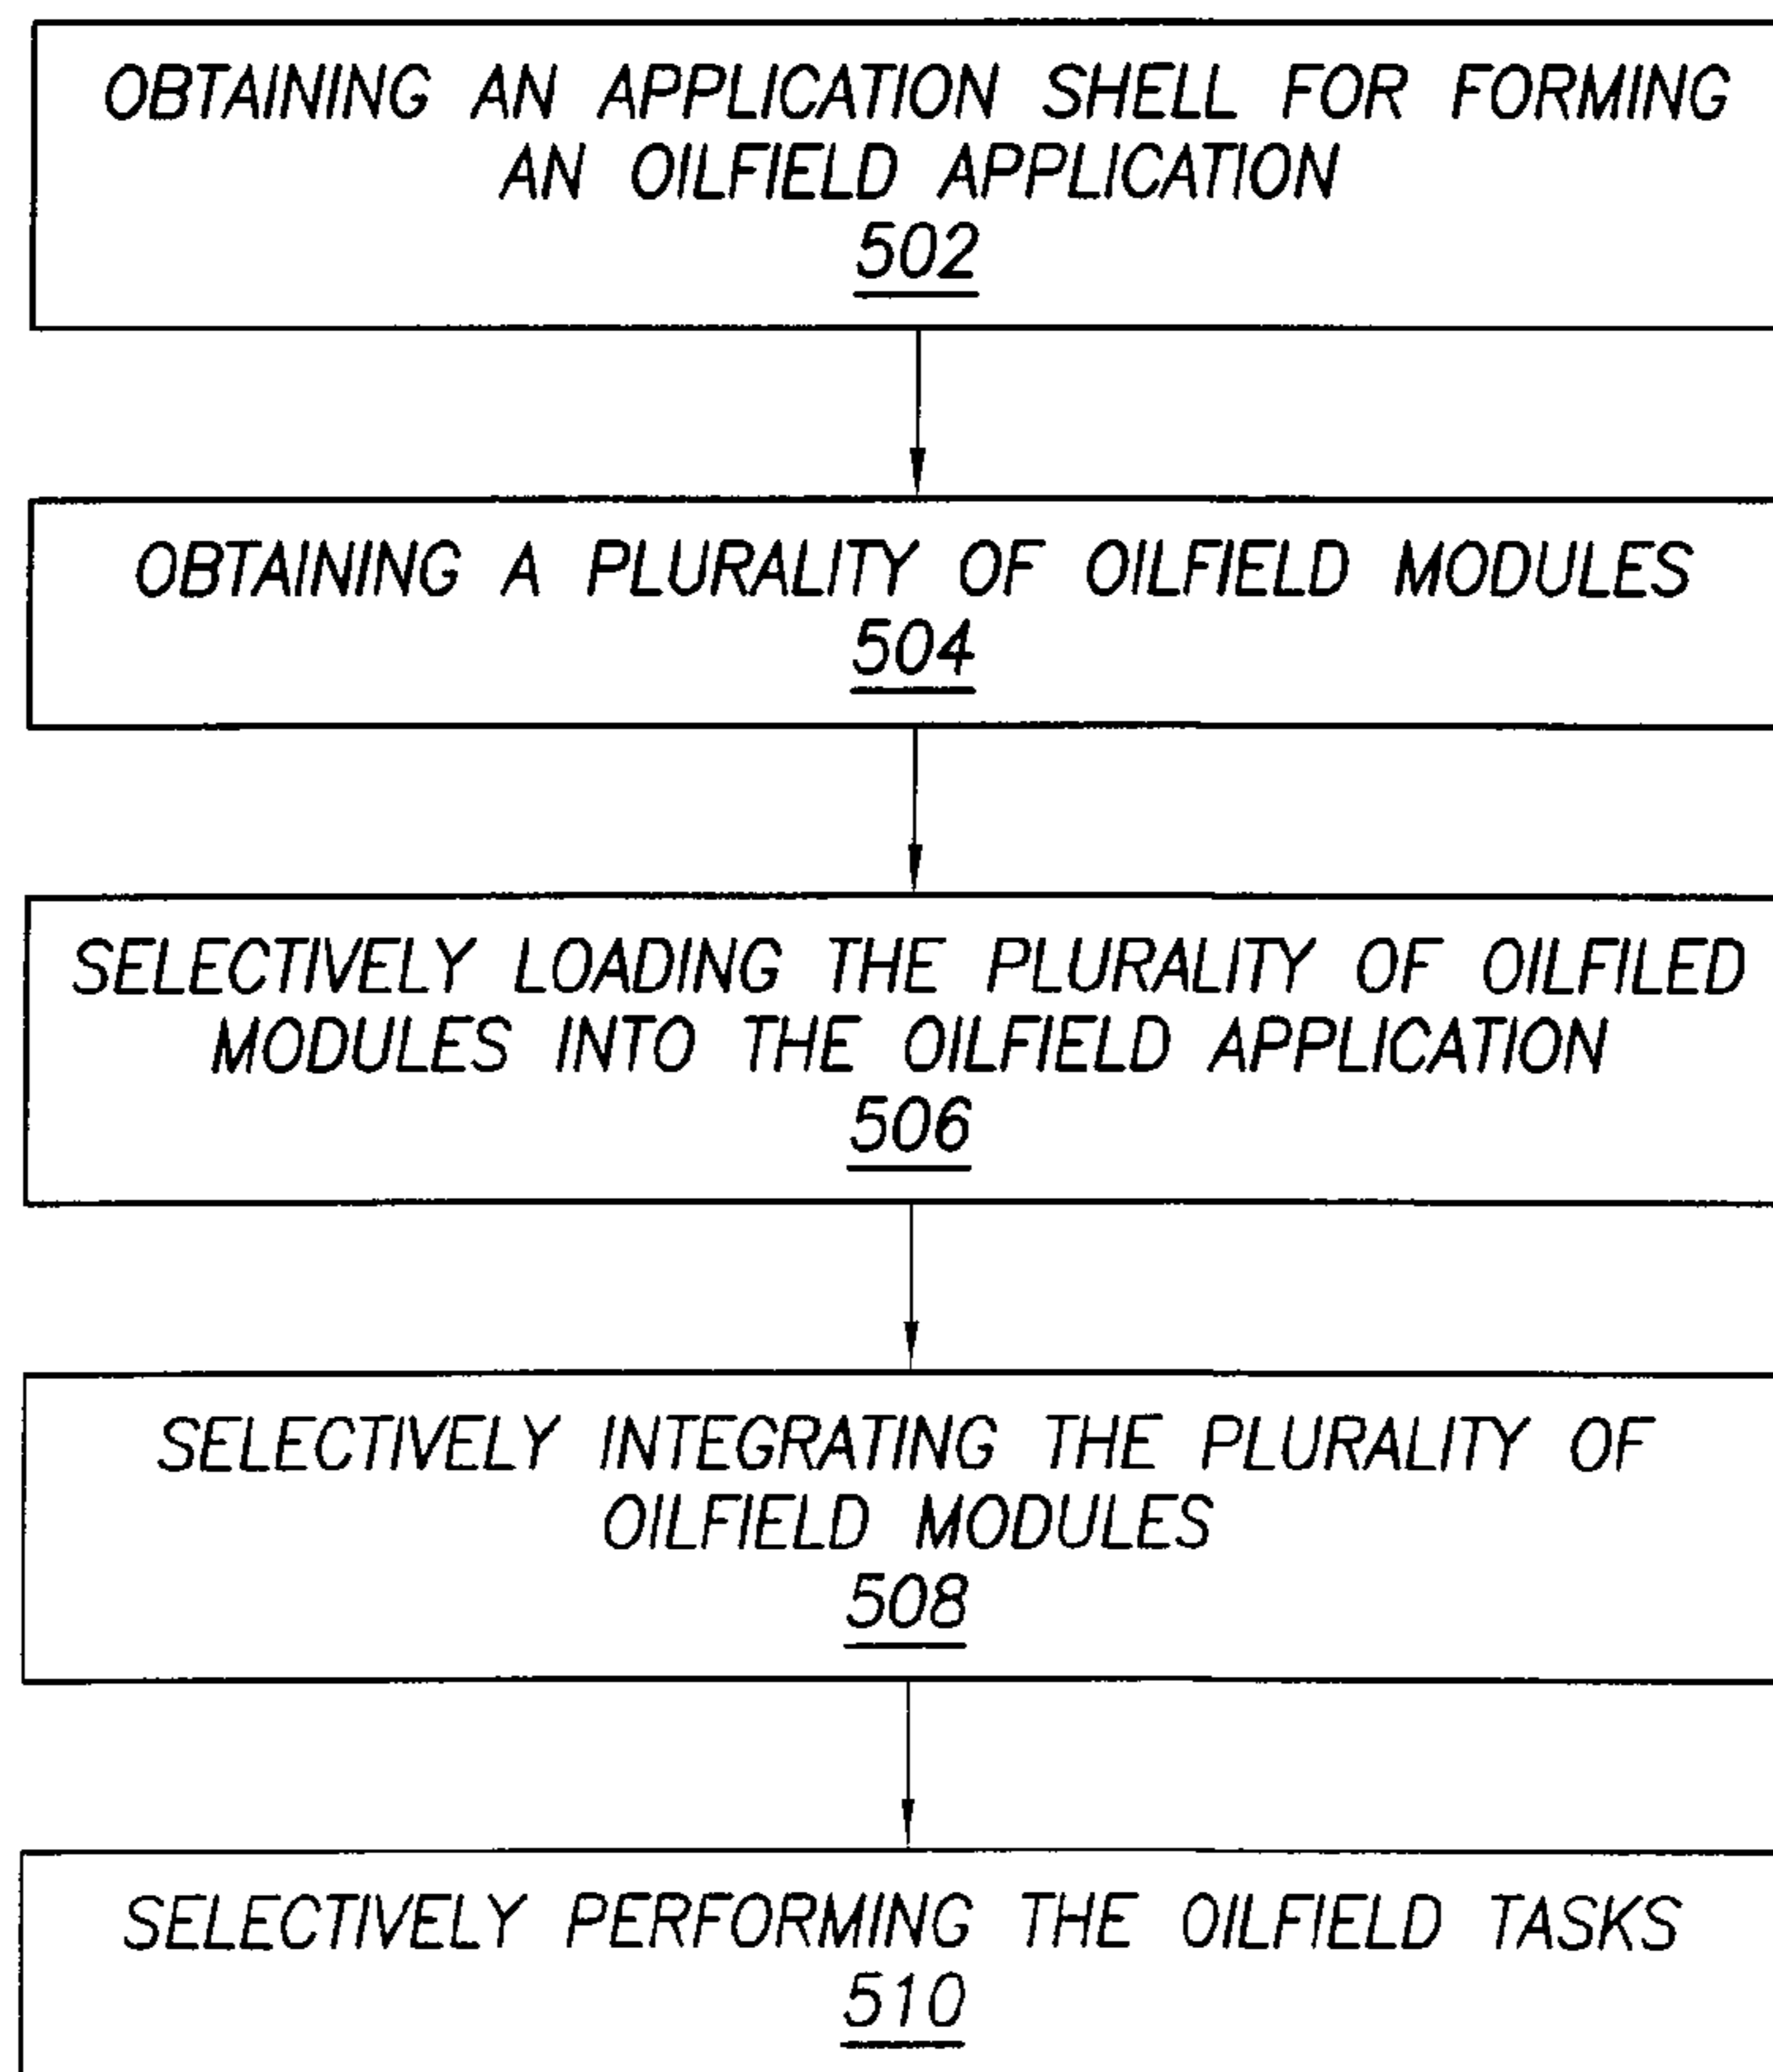 OBTAINING AN APPLICATION SHELL FOR FORMING
AN OILFIELD APPLICATION
502
OBTAINING A PLURALITY OF OILFIELD MODULES
504
SELECTIVELY LOADING THE PLURALITY OF OILFILED
MODULES INTO THE OILFIELD APPLICATION
506
SELECTIVELY INTEGRATING THE PLURALITY OF
OILFIELD MODULES
508
SELECTIVELY PERFORMING THE OILFIELD TASKS
510